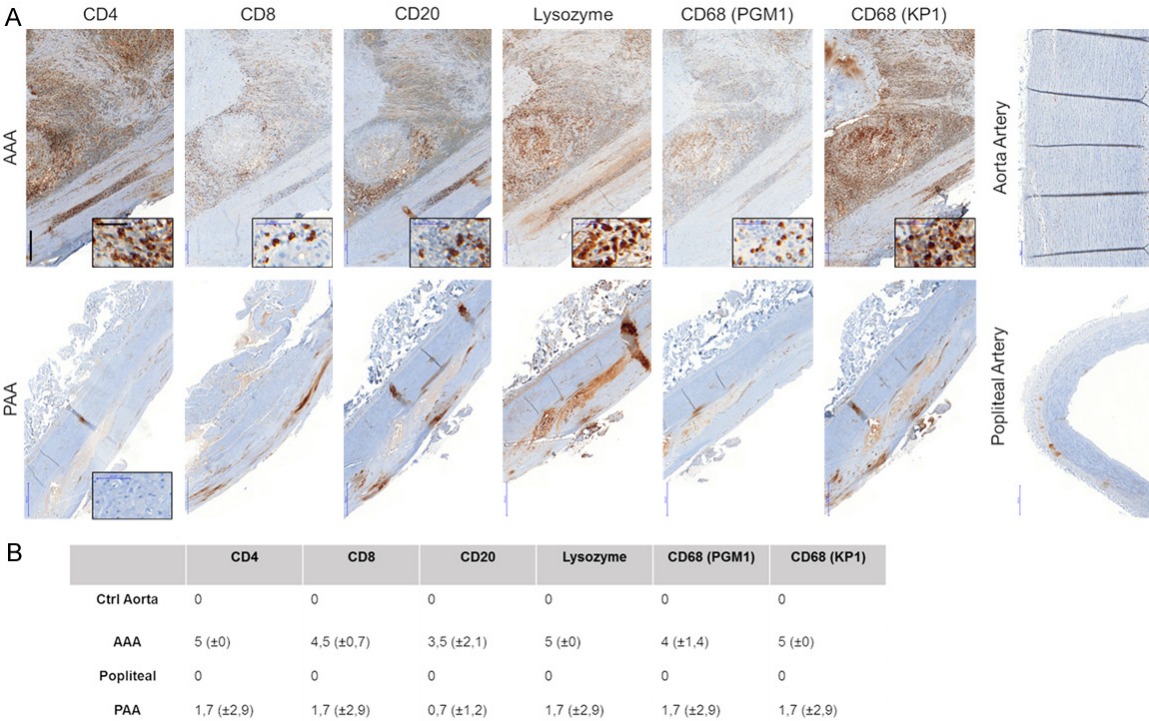 A
CD4 CD8 CD20 Lysozyme CD68 (PGM1) CD68 (KP1)
AAA
Aorta Artery
PAA
Popliteal Artery
B
CD4 CD8 CD20 Lysozyme CD68 (PGM1) CD68 (KP1)
Ctrl Aorta 0 0 0 0 0 0
AAA 5 (±0) 4,5 (±0,7) 3,5 (±2,1) 5 (±0) 4 (±1,4) 5 (±0)
Popliteal 0 0 0 0 0 0
PAA 1,7 (±2,9) 1,7 (±2,9) 0,7 (±1,2) 1,7 (±2,9) 1,7 (±2,9) 1,7 (±2,9)